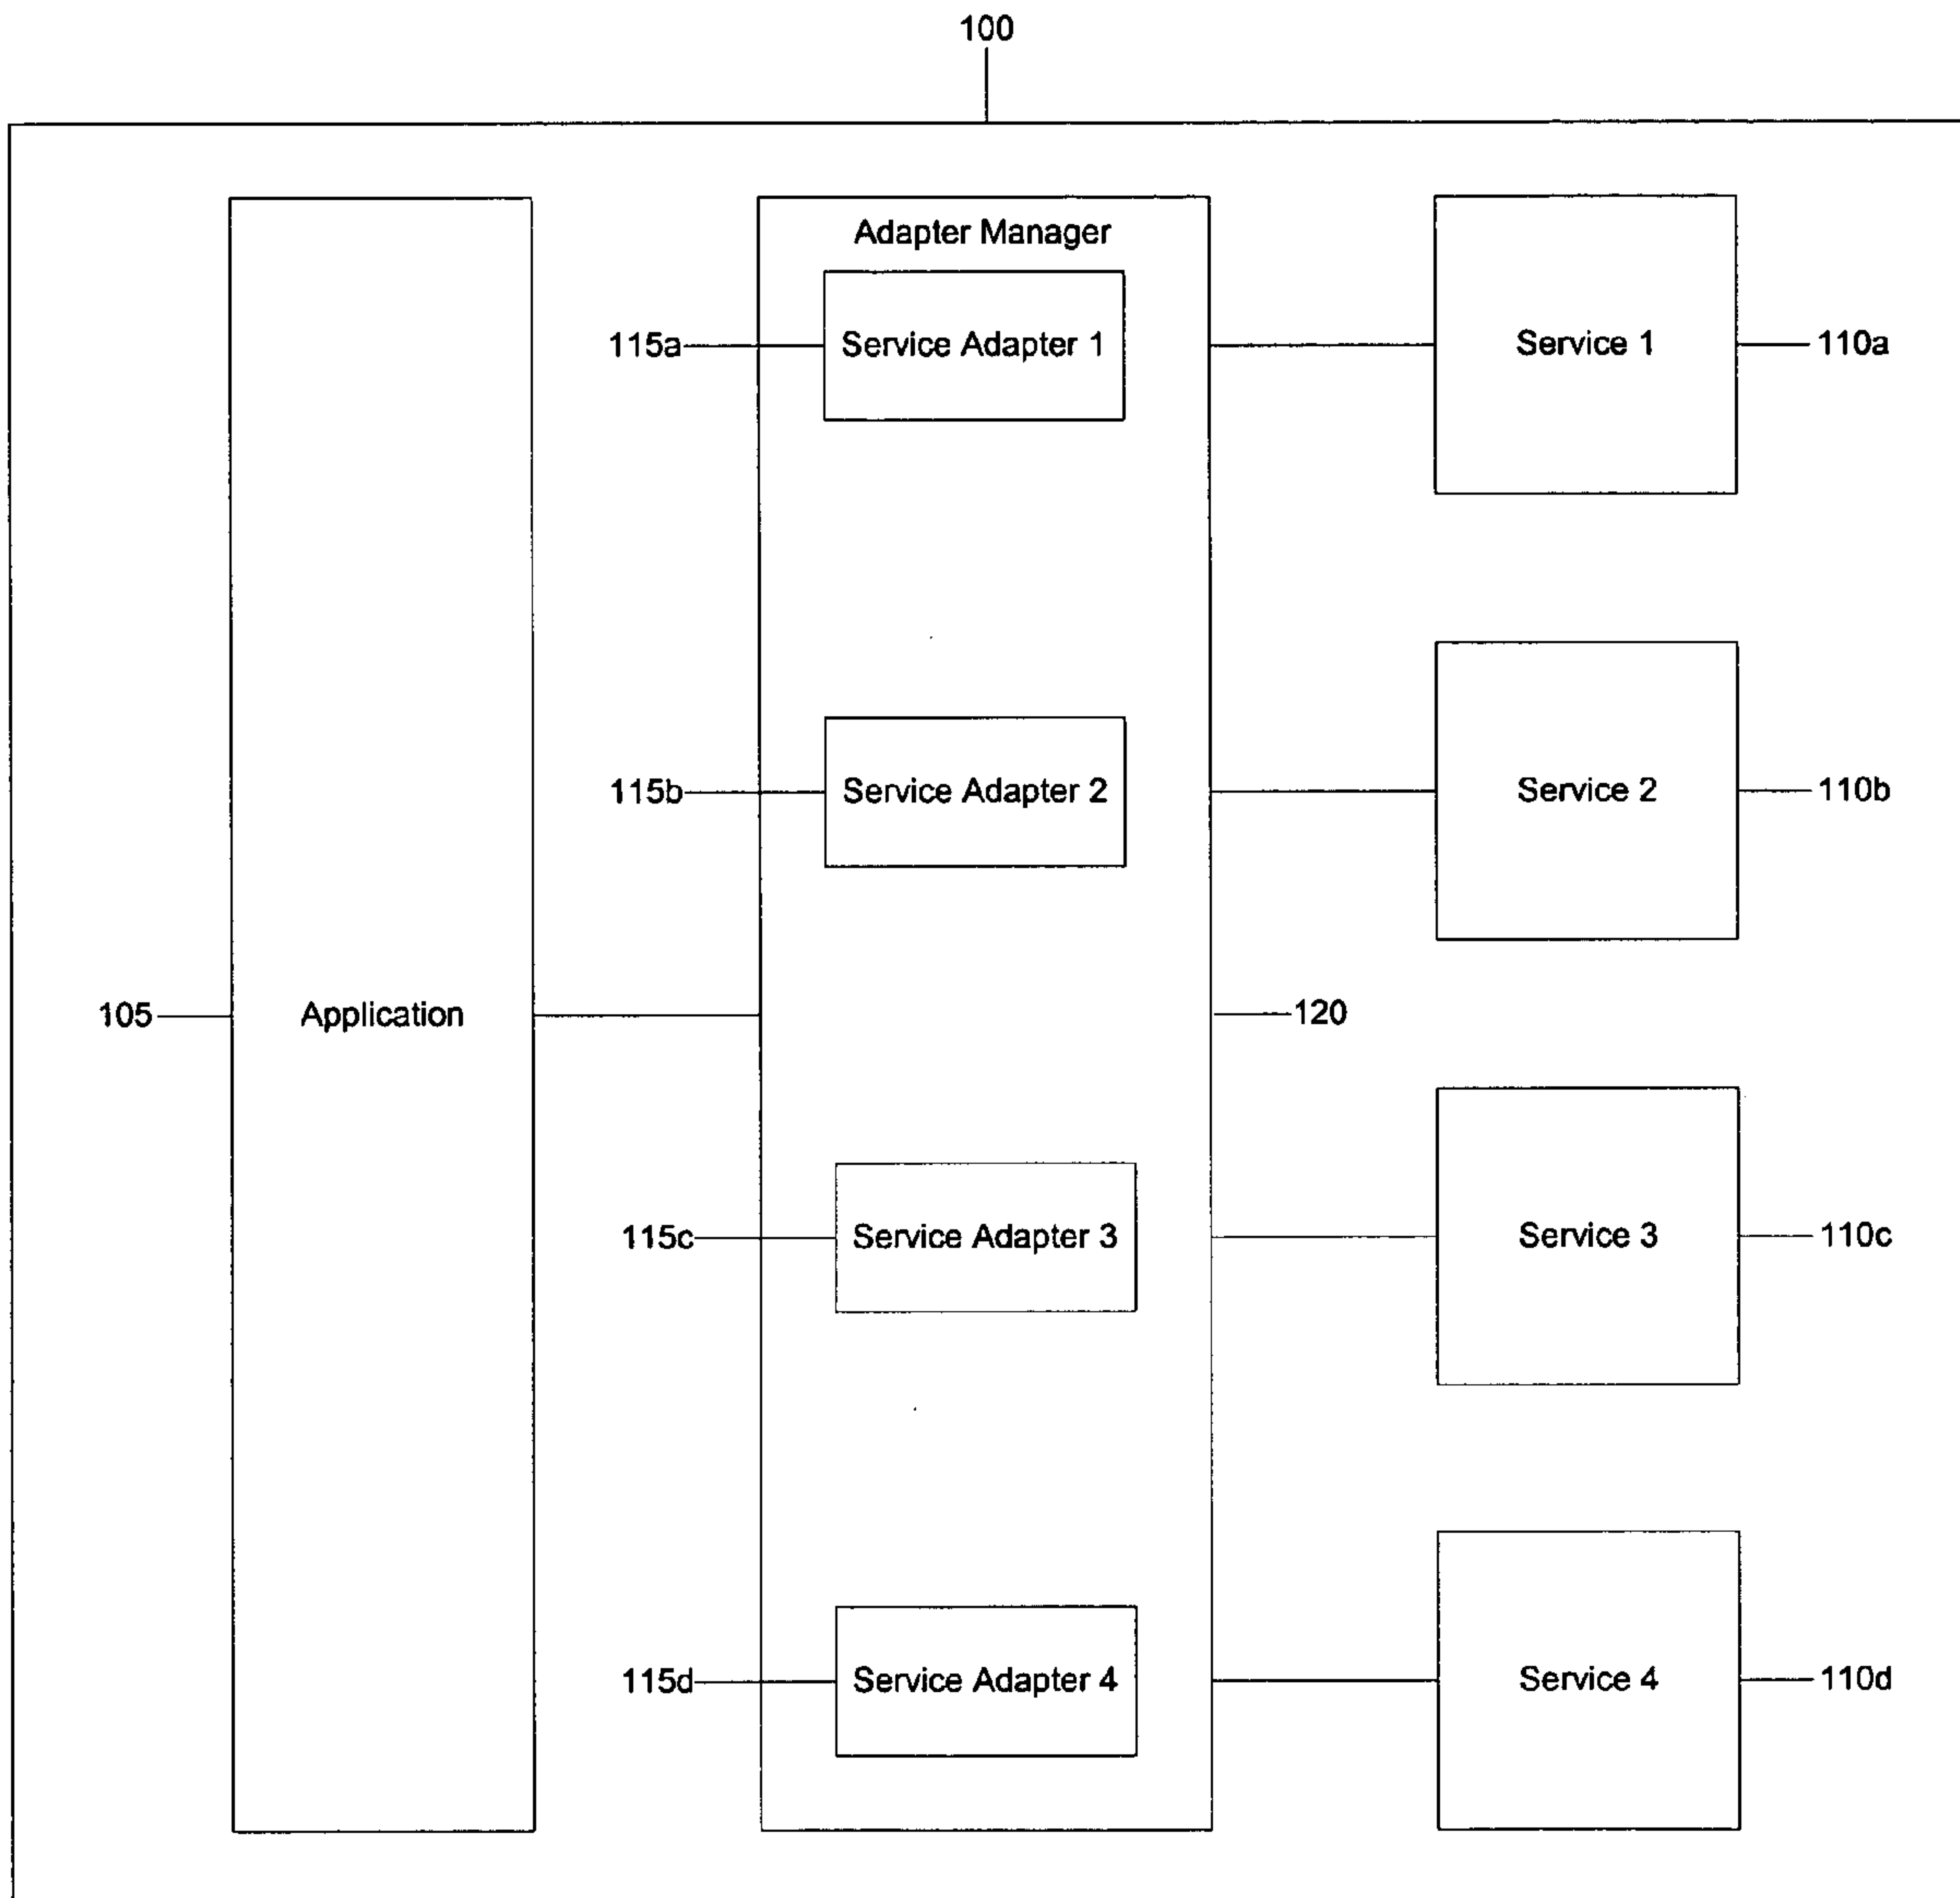 100
Adapter Manager
115a
Service Adapter 1
Service 1
110a
115b
Service Adapter 2
Service 2
110b
105
Application
120
115c
Service Adapter 3
Service 3
110c
115d
Service Adapter 4
Service 4
110d